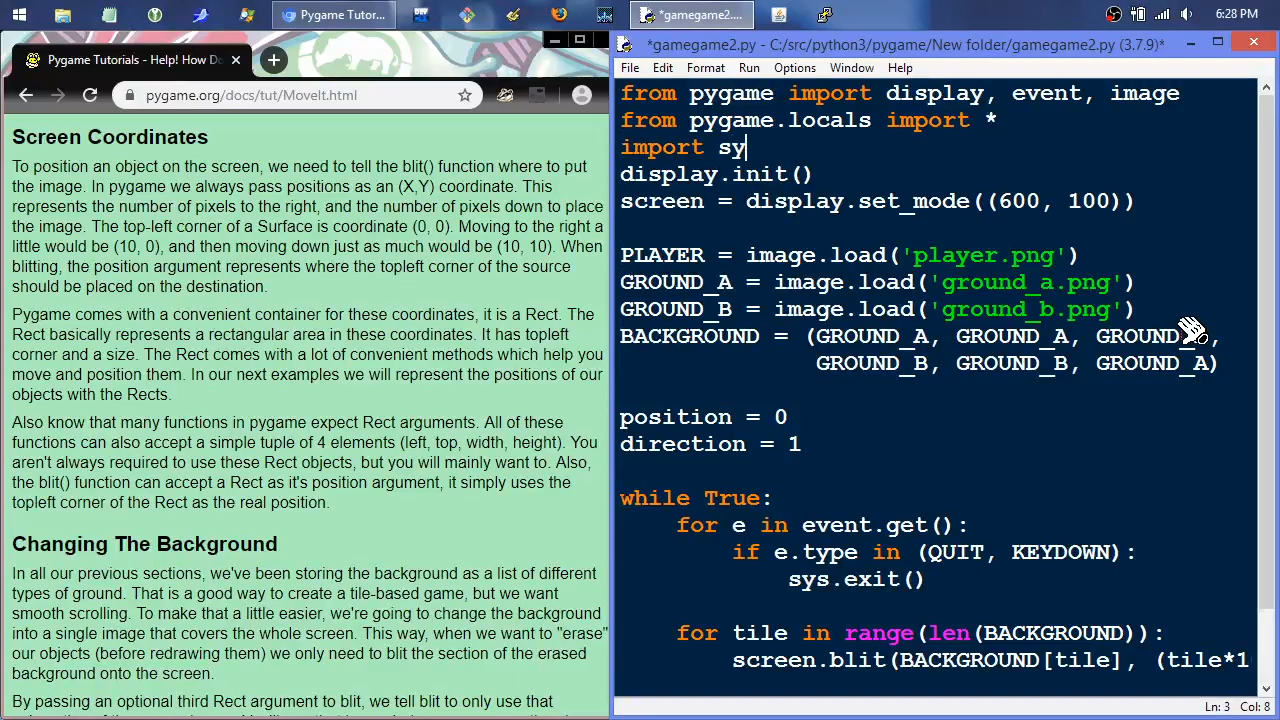 6:28 PM
Pygame Tutor...
*gamegame2....
Pygame Tutorials - Help! How Do
pygame.org/docs/tut/MoveIt.html
Screen Coordinates
To position an object on the screen, we need to tell the blit() function where to put
the image. In pygame we always pass positions as an (X,Y) coordinate. This
represents the number of pixels to the right, and the number of pixels down to place
the image. The top-left corner of a Surface is coordinate (0, 0). Moving to the right a
little would be (10, 0), and then moving down just as much would be (10, 10). When
blitting, the position argument represents where the topleft corner of the source
should be placed on the destination.
Pygame comes with a convenient container for these coordinates, it is a Rect. The
Rect basically represents a rectangular area in these coordinates. It has topleft
corner and a size. The Rect comes with a lot of convenient methods which help you
move and position them. In our next examples we will represent the positions of our
objects with the Rects.
Also know that many functions in pygame expect Rect arguments. All of these
functions can also accept a simple tuple of 4 elements (left, top, width, height). You
aren't always required to use these Rect objects, but you will mainly want to. Also,
the blit() function can accept a Rect as it's position argument, it simply uses the
topleft corner of the Rect as the real position.
Changing The Background
In all our previous sections, we've been storing the background as a list of different
types of ground. That is a good way to create a tile-based game, but we want
smooth scrolling. To make that a little easier, we're going to change the background
into a single image that covers the whole screen. This way, when we want to "erase"
our objects (before redrawing them) we only need to blit the section of the erased
background onto the screen.
By passing an optional third Rect argument to blit, we tell blit to only use that
*gamegame2.py - C:/src/python3/pygame/New folder/gamegame2.py (3.7.9)*
File Edit Format Run Options Window Help
from pygame import display, event, image
from pygame.locals import *
import sy
display.init()
screen = display.set_mode((600, 100))
PLAYER = image.load('player.png')
GROUND_A = image.load('ground_a.png')
GROUND_B = image.load('ground_b.png')
BACKGROUND = (GROUND_A, GROUND_A,
GROUND_B, GROUND_B, GROUND_A)
position = 0
direction = 1
while True:
for e in event.get():
if e.type in (QUIT, KEYDOWN):
sys.exit()
for tile in range(len(BACKGROUND)):
screen.blit(BACKGROUND[tile], (tile*1
Ln: 3 Col: 8